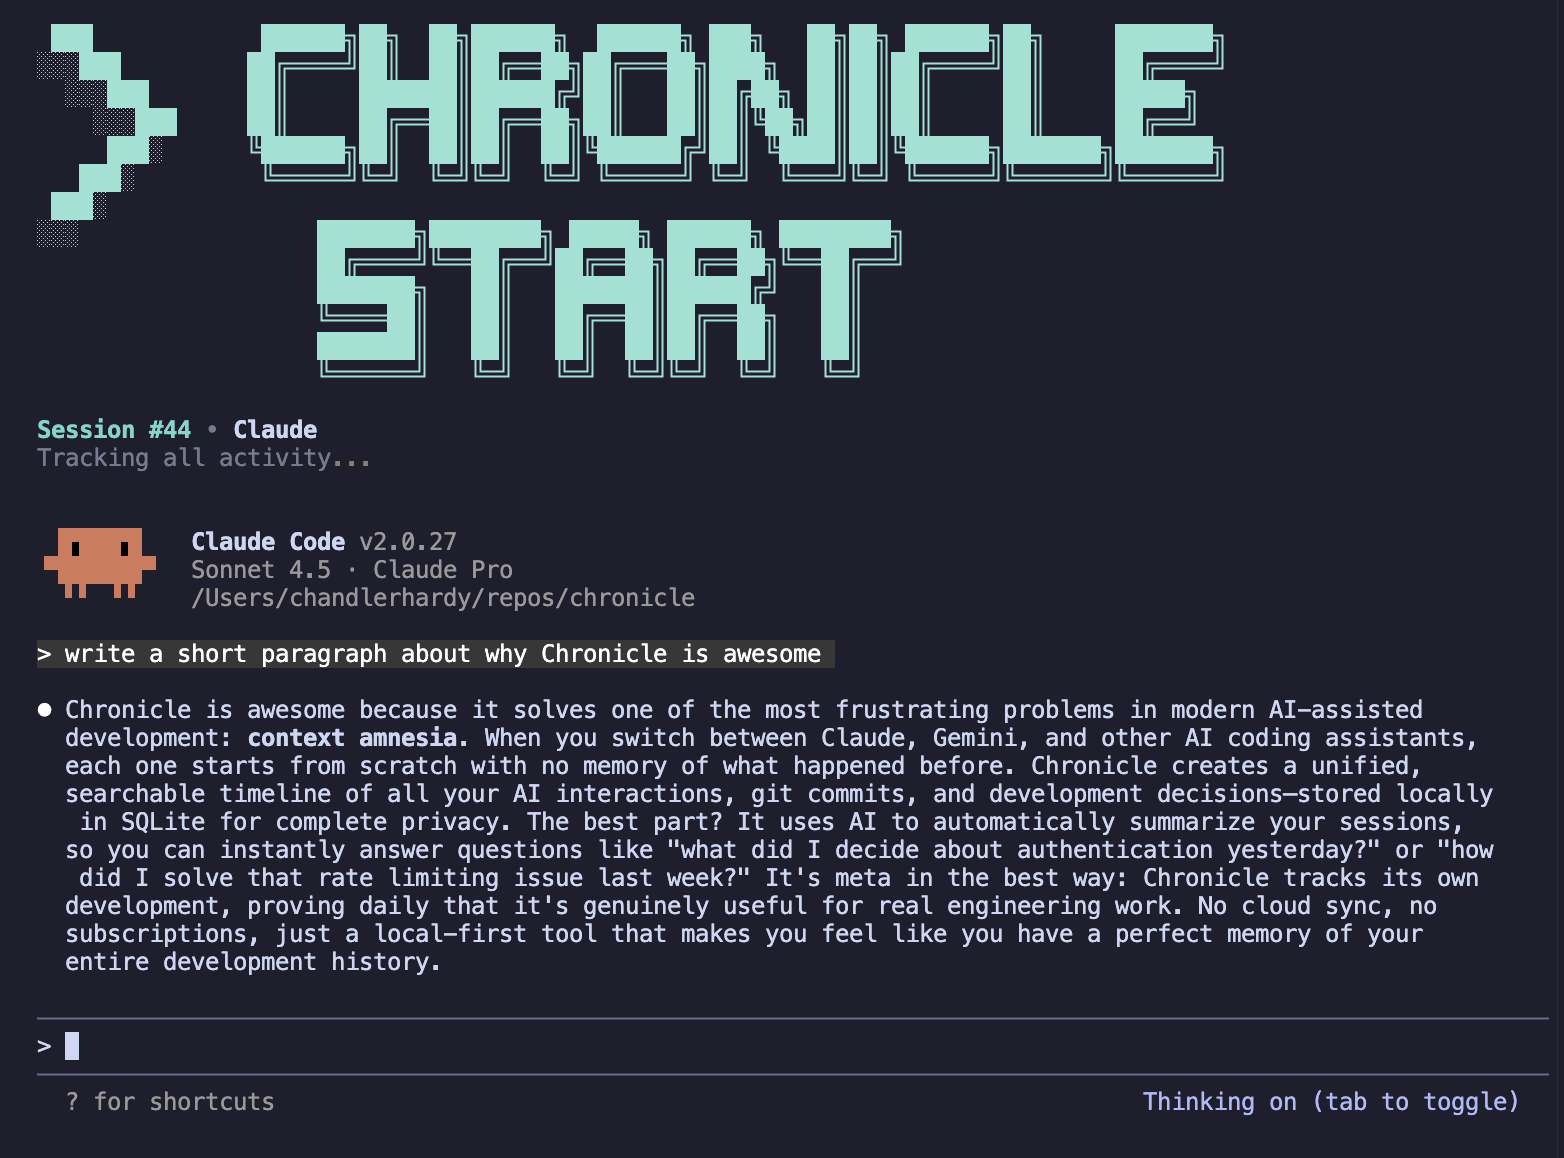 CHRONICLE
START
Session #44 • Claude
Tracking all activity...
Claude Code v2.0.27
Sonnet 4.5 · Claude Pro
/Users/chandlerhardy/repos/chronicle
> write a short paragraph about why Chronicle is awesome
● Chronicle is awesome because it solves one of the most frustrating problems in modern AI-assisted
development: context amnesia. When you switch between Claude, Gemini, and other AI coding assistants,
each one starts from scratch with no memory of what happened before. Chronicle creates a unified,
searchable timeline of all your AI interactions, git commits, and development decisions—stored locally
in SQLite for complete privacy. The best part? It uses AI to automatically summarize your sessions,
so you can instantly answer questions like "what did I decide about authentication yesterday?" or "how
did I solve that rate limiting issue last week?" It's meta in the best way: Chronicle tracks its own
development, proving daily that it's genuinely useful for real engineering work. No cloud sync, no
subscriptions, just a local-first tool that makes you feel like you have a perfect memory of your
entire development history.
>
? for shortcuts
Thinking on (tab to toggle)